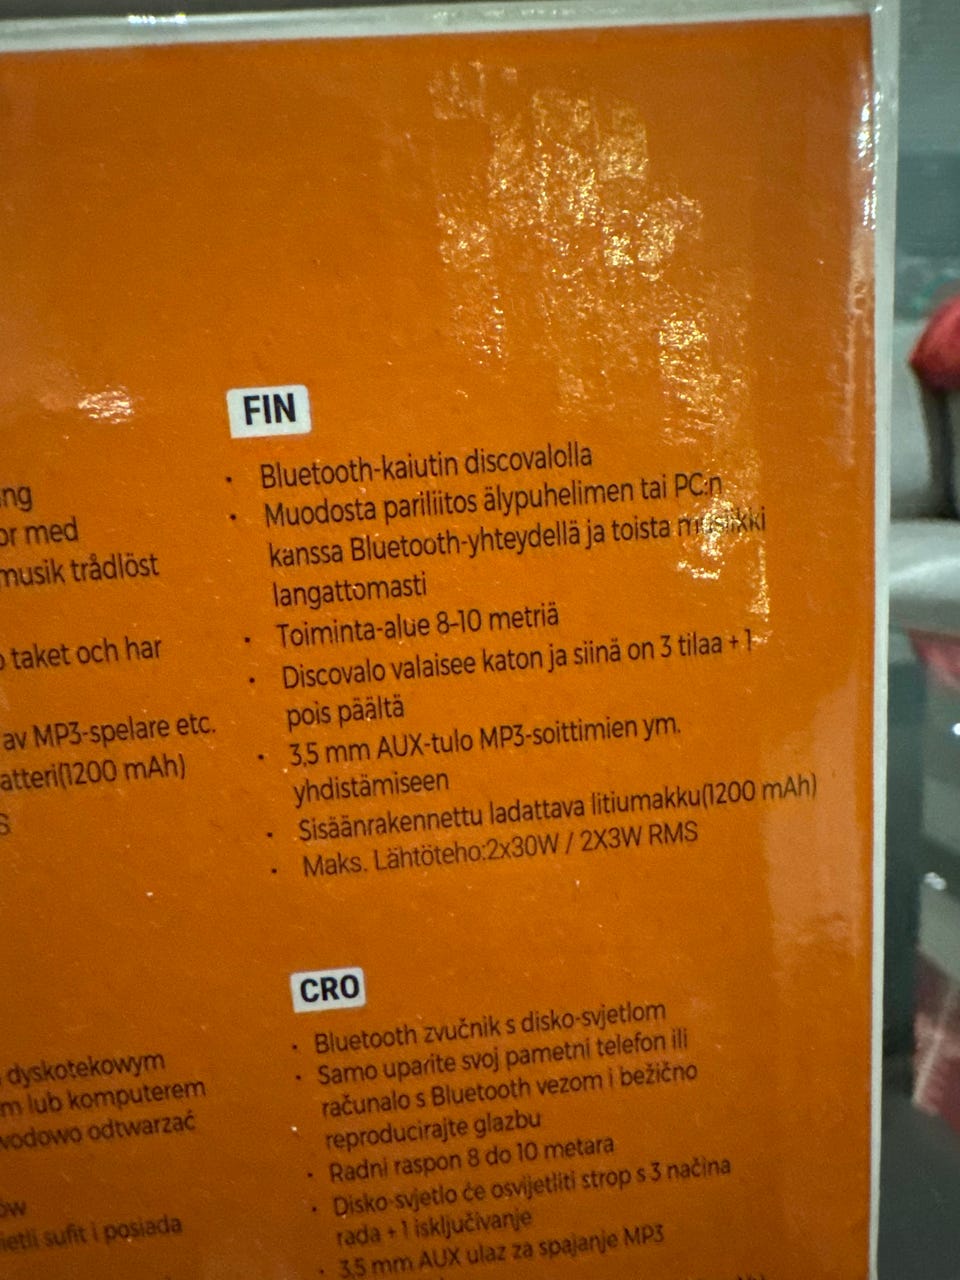 ng
or med
musik trådlöst
taket och har
av MP3-spelare etc.
atteri(1200 mAh)
S
FIN
• Bluetooth-kaiutin discovalolla
• Muodosta pariliitos älypuhelimen tai PC:n
kanssa Bluetooth-yhteydellä ja toista musiikki
langattomasti
• Toiminta-alue 8-10 metriä
• Discovalo valaisee katon ja siinä on 3 tilaa + 1
pois päältä
• 3,5 mm AUX-tulo MP3-soittimien ym.
yhdistämiseen
• Sisäänrakennettu ladattava litiumakku(1200 mAh)
• Maks. Lähtöteho:2x30W / 2X3W RMS
dyskotekowym
m lub komputerem
wodowo odtwarzać
ów
ietli sufit i posiada
CRO
• Bluetooth zvučnik s disko-svjetlom
• Samo uparite svoj pametni telefon ili
računalo s Bluetooth vezom i bežično
reproducirajte glazbu
• Radni raspon 8 do 10 metara
• Disko-svjetlo će osvijetliti strop s 3 načina
rada + 1 isključivanje
• 3,5 mm AUX ulaz za spajanje MP3